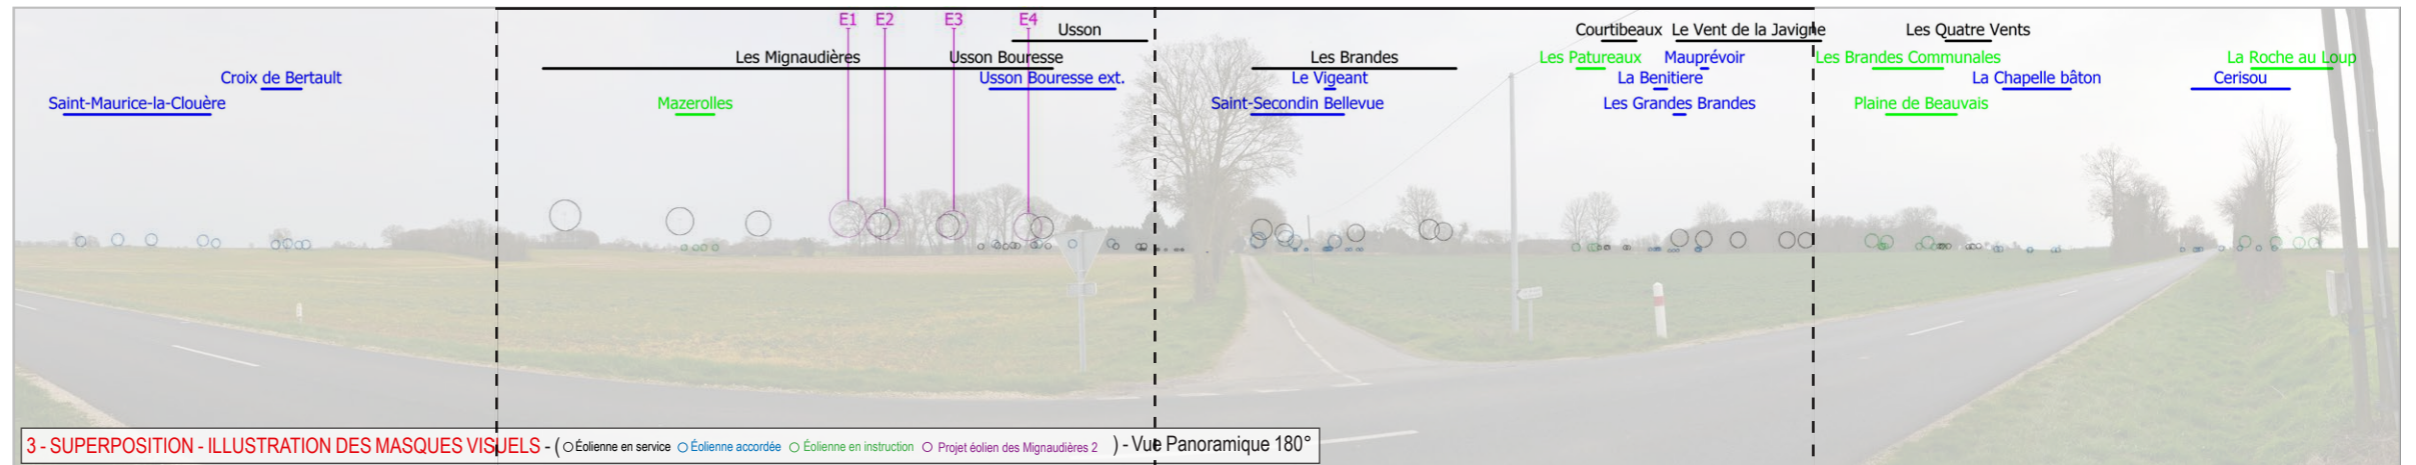 E1 E2 E3 E4
Usson
Courtibeaux Le Vent de la Javigne Les Quatre Vents
Les Mignaudières Usson Bouresse Les Brandes Les Patureaux Mauprévoir Les Brandes Communales La Roche au Loup
Croix de Bertault Usson Bouresse ext. Le Vigeant La Benitiere La Chapelle bâton Cerisou
Saint-Maurice-la-Clouère Mazerolles Saint-Secondin Bellevue Les Grandes Brandes Plaine de Beauvais
3 - SUPERPOSITION - ILLUSTRATION DES MASQUES VISUELS - ( Éolienne en service Éolienne accordée Éolienne en instruction Projet éolien des Mignaudières 2 ) - Vue Panoramique 180°